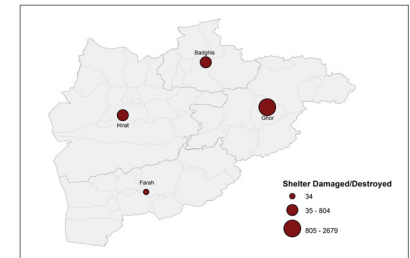 Badghis
Ghor
Hirat
Farah
Shelter Damaged/Destroyed
34
35 - 804
805 - 2679